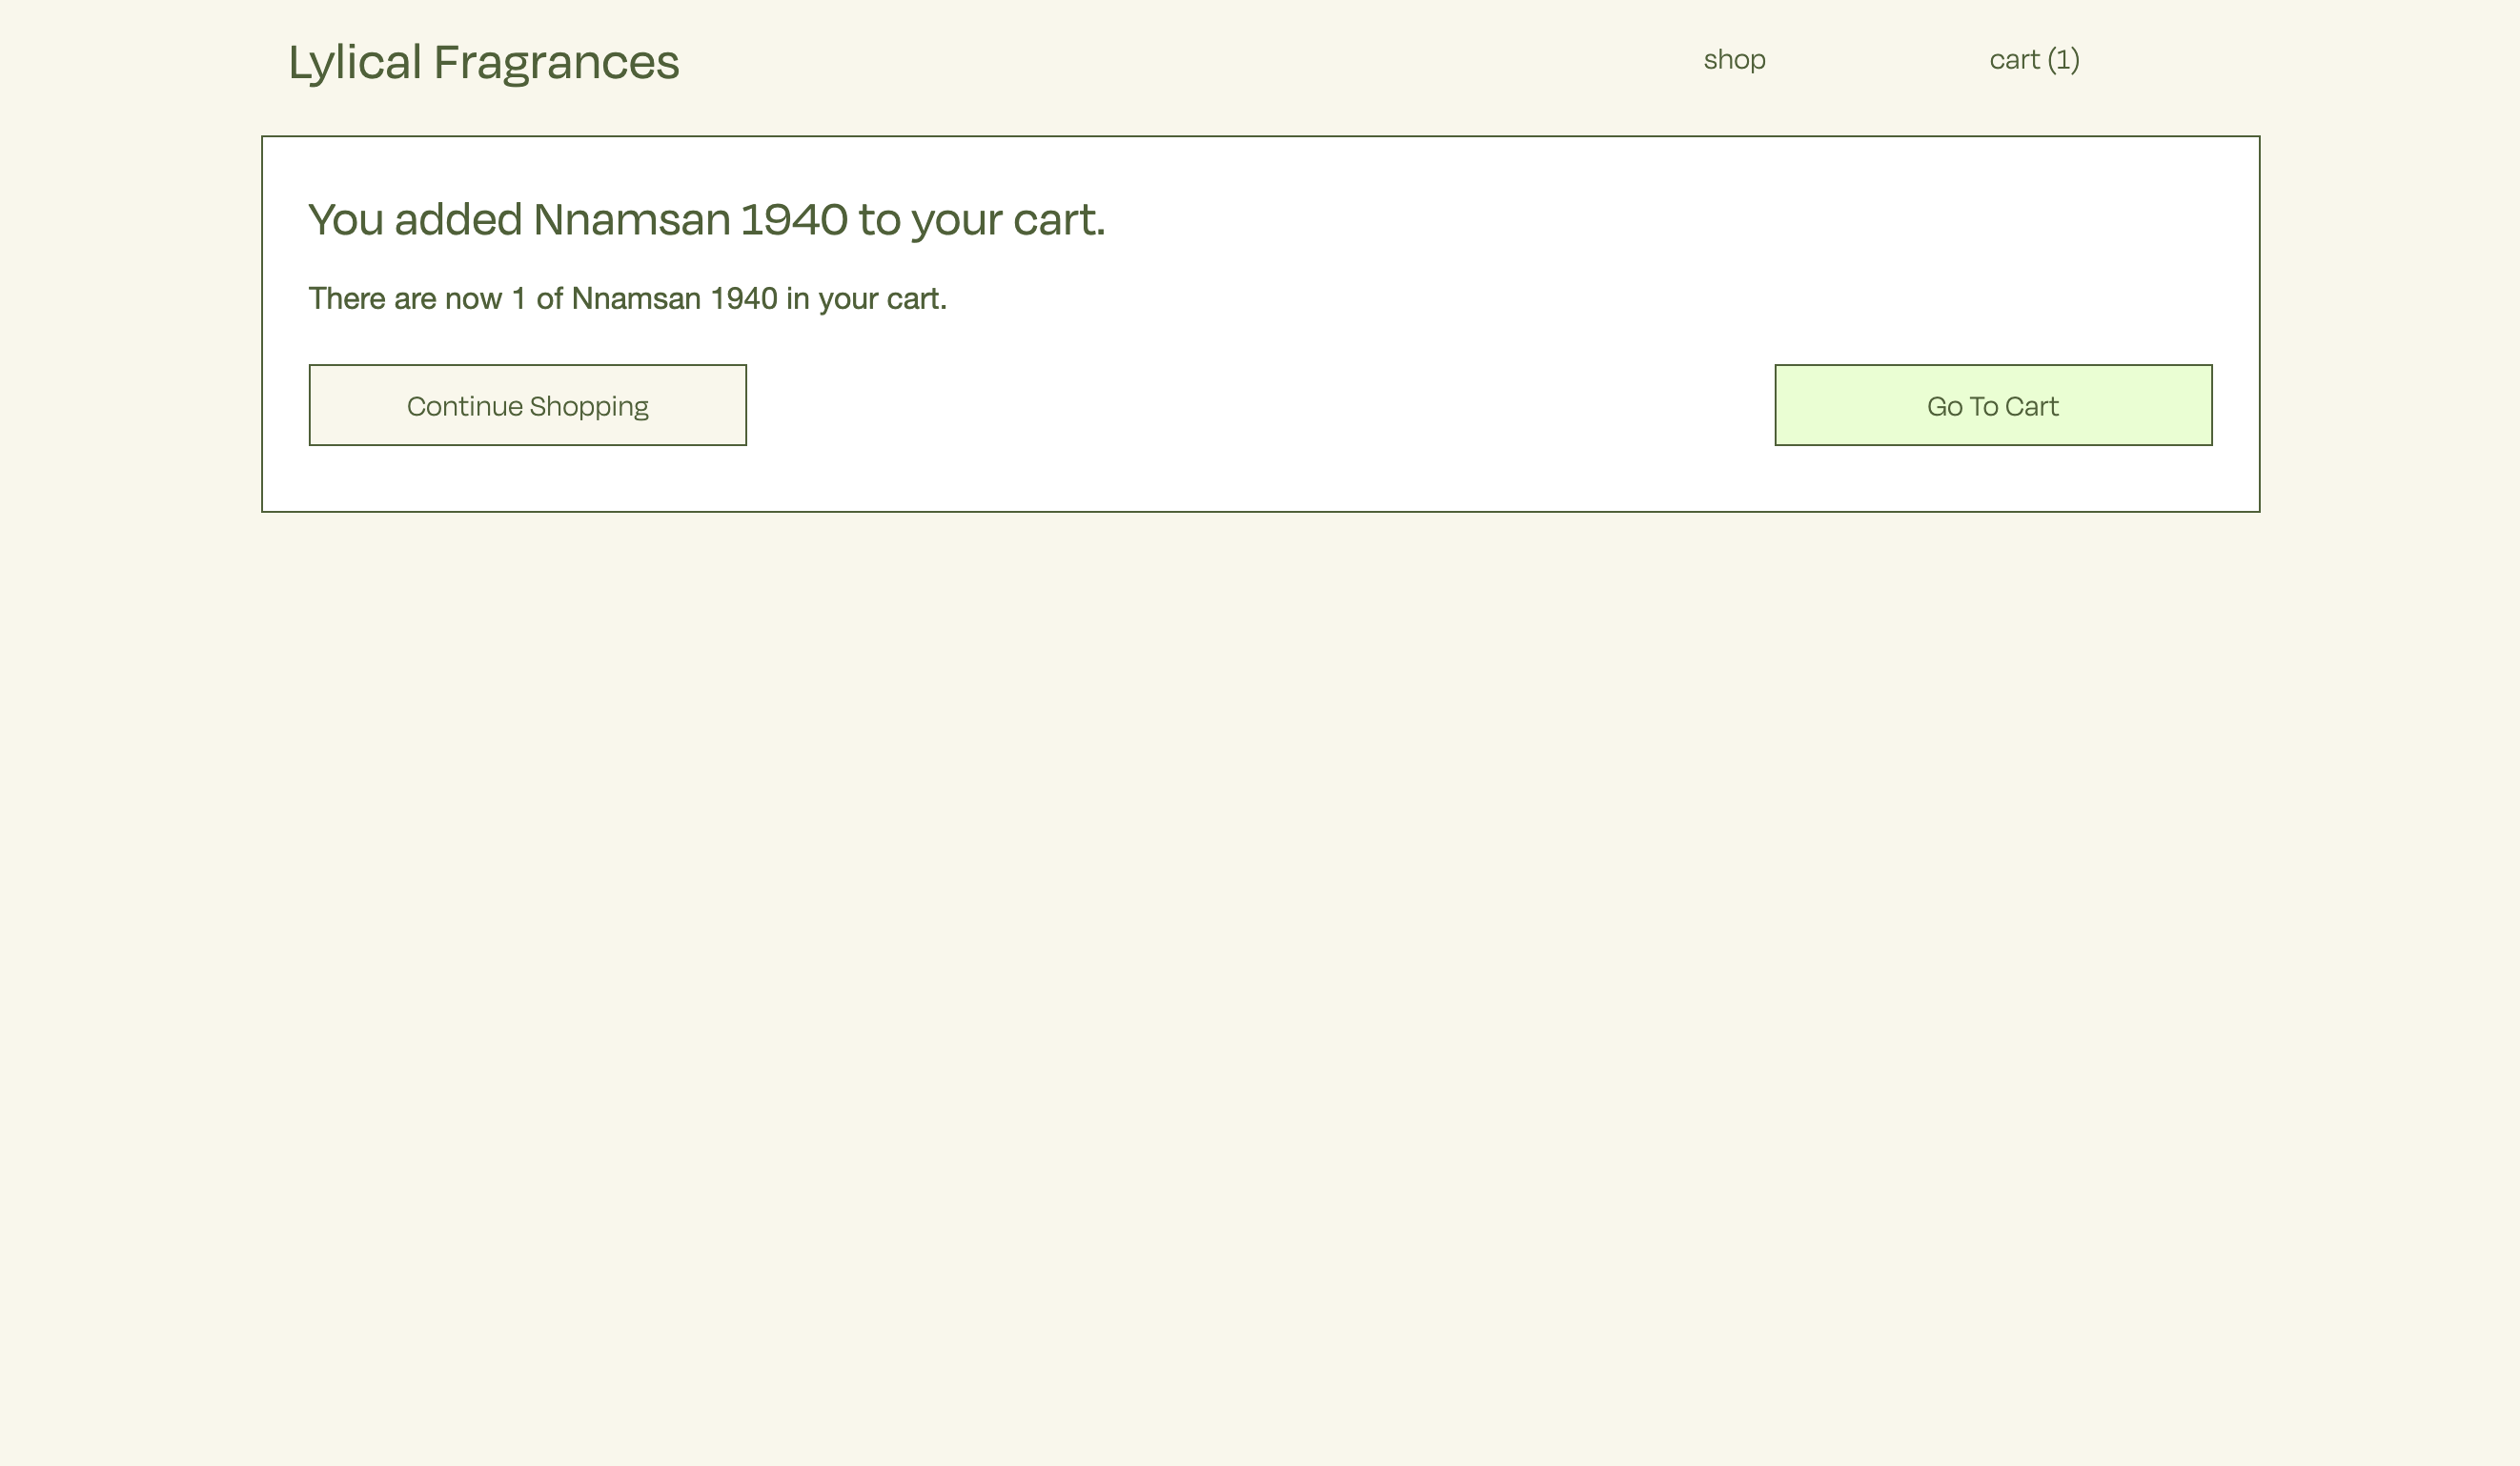 Lylical Fragrances
shop
cart (1)
You added Nnamsan 1940 to your cart.
There are now 1 of Nnamsan 1940 in your cart.
Continue Shopping
Go To Cart